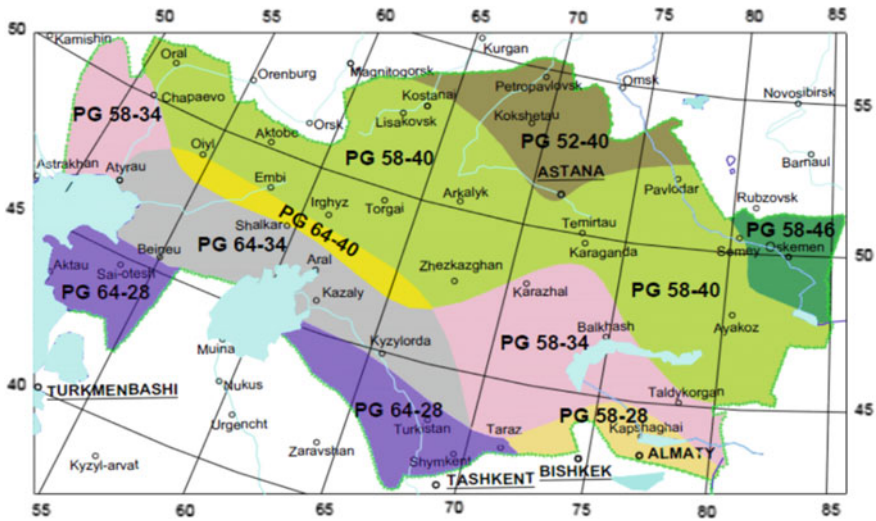 50 55 60 65 70 75 80 85
50
Kamishin
Oral
Orenburg
Magnitogorsk
Kurgan
Petropavlovsk
Omsk
Novosibirsk
55
Chapaevo
PG 58-34
Orsk
Kostanai
Lisakovsk
Kokshetau
PG 52-40
Oiyl
Aktobe
PG 58-40
ASTANA
Pavlodar
Barnaul
Astrakhan
Atyrau
Embi
Irghyz
Torgai
Arkalyk
Rubzovsk
45
Shalkar
PG 64-40
Temirtau
Karaganda
PG 58-46
Semey
Oskemen
50
Beineu
PG 64-34
Aktau
Sai-otesh
PG 64-28
Aral
Zhezkazghan
Karazhal
PG 58-40
Kazaly
PG 58-34
Balkhash
Ayakoz
Muina
Kyzylorda
40
TURKMENBASHI
Nukus
PG 64-28
Taldykorgan
45
Urgencht
Turkistan
Taraz
PG 58-28
Kapshaghai
Kyzyl-arvat
Zaravshan
Shymkent
ALMATY
TASHKENT
BISHKEK
55 60 65 70 75 80 85